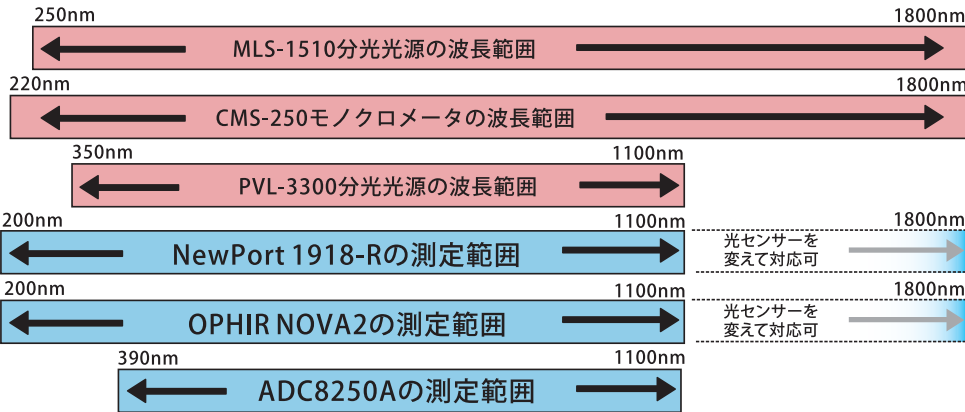 250nm 1800nm
MLS-1510分光光源の波長範囲
220nm 1800nm
CMS-250モノクロメータの波長範囲
350nm 1100nm
PVL-3300分光光源の波長範囲
200nm 1100nm 1800nm
NewPort 1918-Rの測定範囲
光センサーを
変えて対応可
200nm 1100nm 1800nm
OPHIR NOVA2の測定範囲
光センサーを
変えて対応可
390nm 1100nm
ADC8250Aの測定範囲